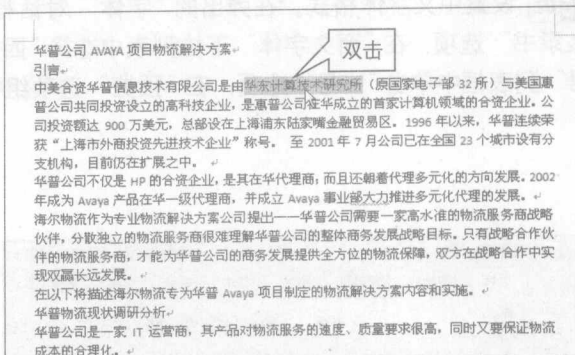 双击
华普公司 AVAYA 项目物流解决方案
引言
中美合资华普信息技术有限公司是由华东计算技术研究所（原国家电子部 32 所）与美国惠
普公司共同投资设立的高科技企业，是惠普公司在华成立的首家计算机领域的合资企业。公
司投资额达 900 万美元，总部设在上海浦东陆家嘴金融贸易区。1996 年以来，华普连续荣
获“上海市外商投资先进技术企业”称号。 至 2001 年 7 月公司已在全国 23 个城市设有分
支机构，目前仍在扩展之中。
华普公司不仅是 HP 的合资企业，是其在华代理商；而且还朝着代理多元化的方向发展。2002
年成为 Avaya 产品在华一级代理商，并成立 Avaya 事业部大力推进多元化代理的发展。
海尔物流作为专业物流解决方案公司提出——华普公司需要一家高水准的物流服务商战略
伙伴，分散独立的物流服务商很难理解华普公司的整体商务发展战略目标。只有战略合作伙
伴的物流服务商，才能为华普公司的商务发展提供全方位的物流保障，双方在战略合作中实
现双赢长远发展。
在以下将描述海尔物流专为华普 Avaya 项目制定的物流解决方案内容和实施。
华普物流现状调研分析
华普公司是一家 IT 运营商，其产品对物流服务的速度、质量要求很高，同时又要保证物流
成本的合理化。